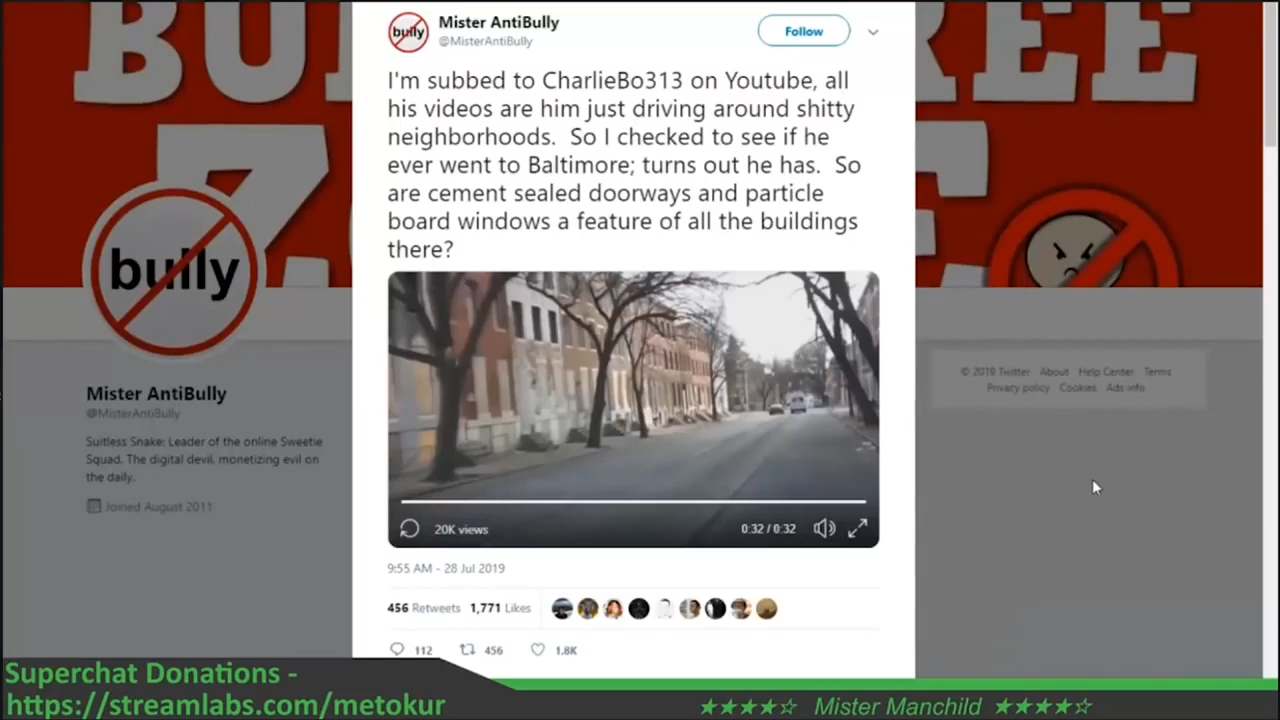 BU
REE
Z
E
bully
Mister AntiBully
@MisterAntiBully
Follow
I'm subbed to CharlieBo313 on Youtube, all
his videos are him just driving around shitty
neighborhoods.  So I checked to see if he
ever went to Baltimore; turns out he has.  So
are cement sealed doorways and particle
board windows a feature of all the buildings
there?
20K views
0:32 / 0:32
9:55 AM - 28 Jul 2019
456 Retweets  1,771 Likes
112
456
1.8K
bully
Mister AntiBully
@MisterAntiBully
Suitless Snake: Leader of the online Sweetie
Squad. The digital devil, monetizing evil on
the daily.
Joined August 2011
© 2019 Twitter  About  Help Center  Terms
Privacy policy  Cookies  Ads info
Superchat Donations -
https://streamlabs.com/metokur
★★★★☆ Mister Manchild ★★★★☆